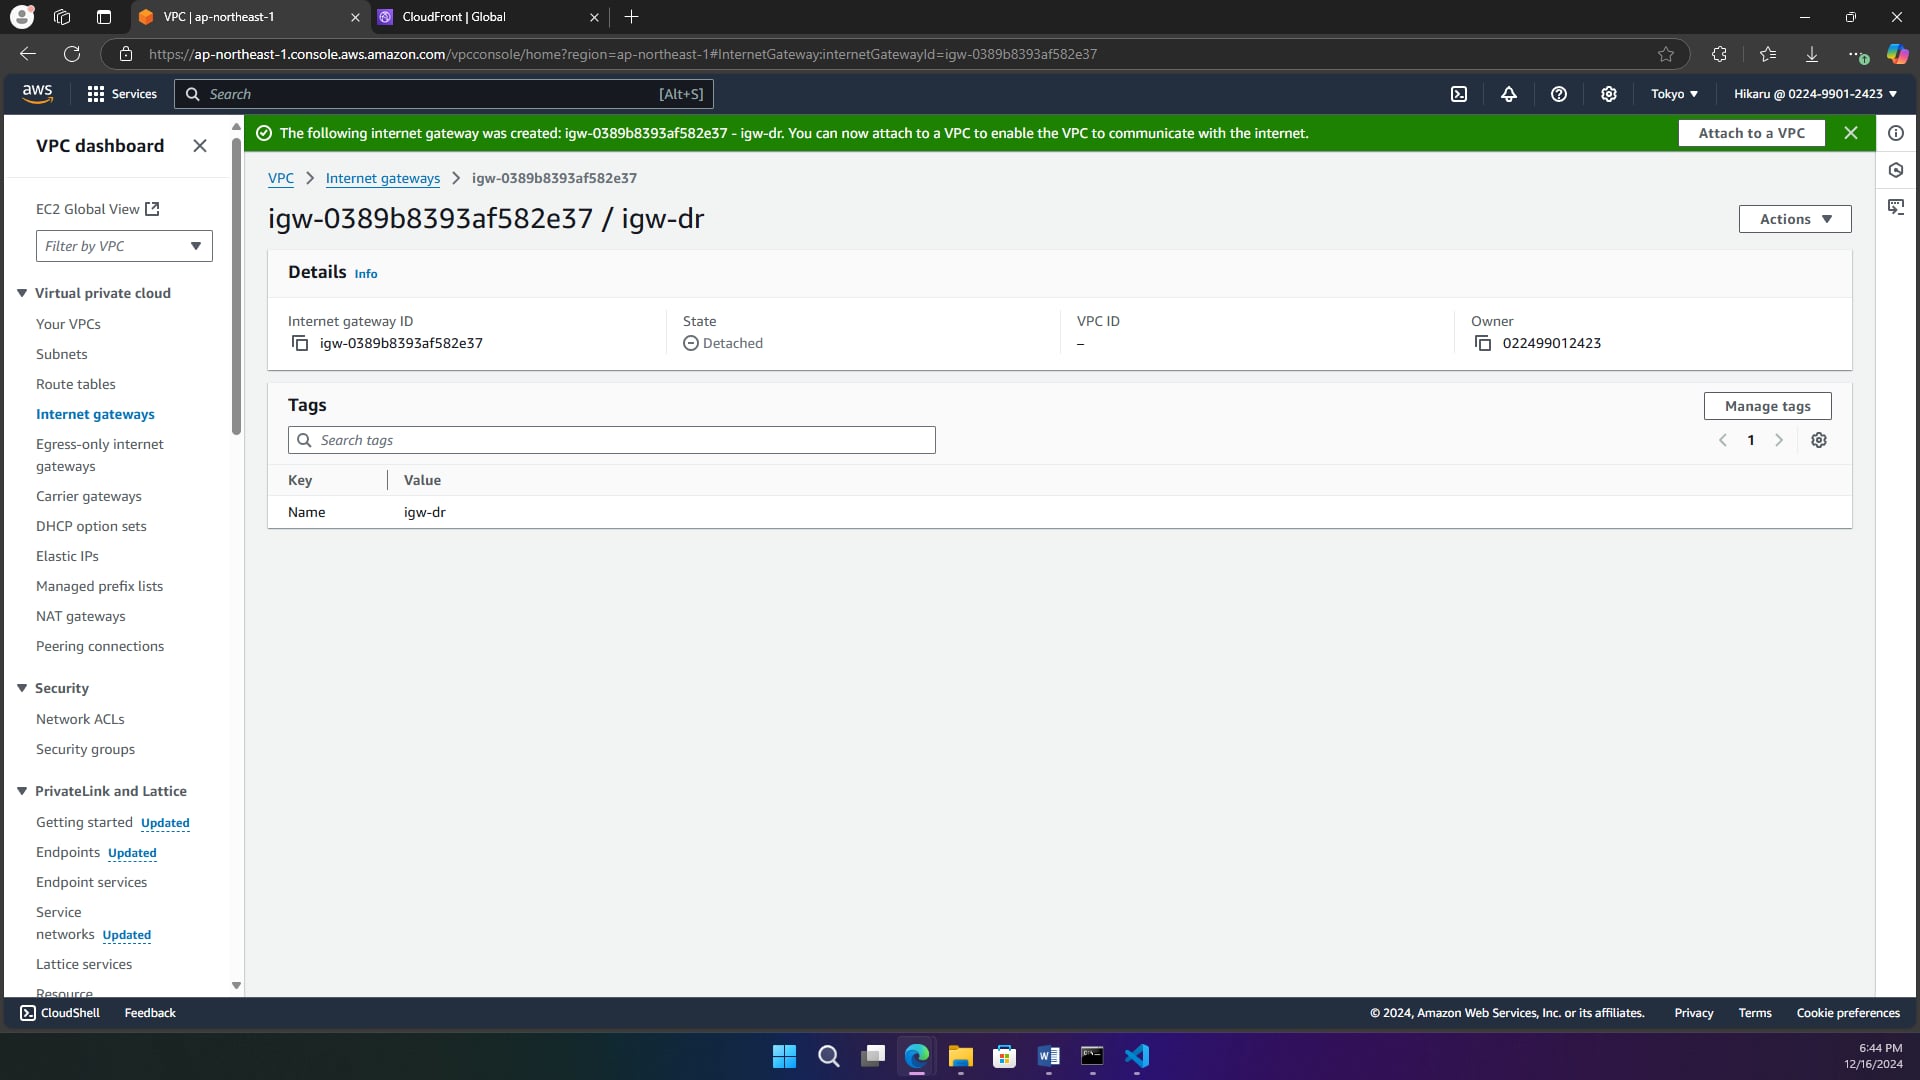 VPC | ap-northeast-1
CloudFront | Global
https://ap-northeast-1.console.aws.amazon.com/vpcconsole/home?region=ap-northeast-1#InternetGateway:internetGatewayId=igw-0389b8393af582e37
aws
Services
Search
[Alt+S]
Tokyo
Hikaru @ 0224-9901-2423
The following internet gateway was created: igw-0389b8393af582e37 - igw-dr. You can now attach to a VPC to enable the VPC to communicate with the internet.
Attach to a VPC
VPC dashboard
EC2 Global View
Filter by VPC
Virtual private cloud
Your VPCs
Subnets
Route tables
Internet gateways
Egress-only internet
gateways
Carrier gateways
DHCP option sets
Elastic IPs
Managed prefix lists
NAT gateways
Peering connections
Security
Network ACLs
Security groups
PrivateLink and Lattice
Getting started Updated
Endpoints Updated
Endpoint services
Service
networks Updated
Lattice services
Resource
VPC > Internet gateways > igw-0389b8393af582e37
igw-0389b8393af582e37 / igw-dr
Actions
Details Info
Internet gateway ID
igw-0389b8393af582e37
State
Detached
VPC ID
–
Owner
022499012423
Tags
Manage tags
Search tags
1
Key
Value
Name
igw-dr
CloudShell
Feedback
© 2024, Amazon Web Services, Inc. or its affiliates.
Privacy
Terms
Cookie preferences
6:44 PM
12/16/2024